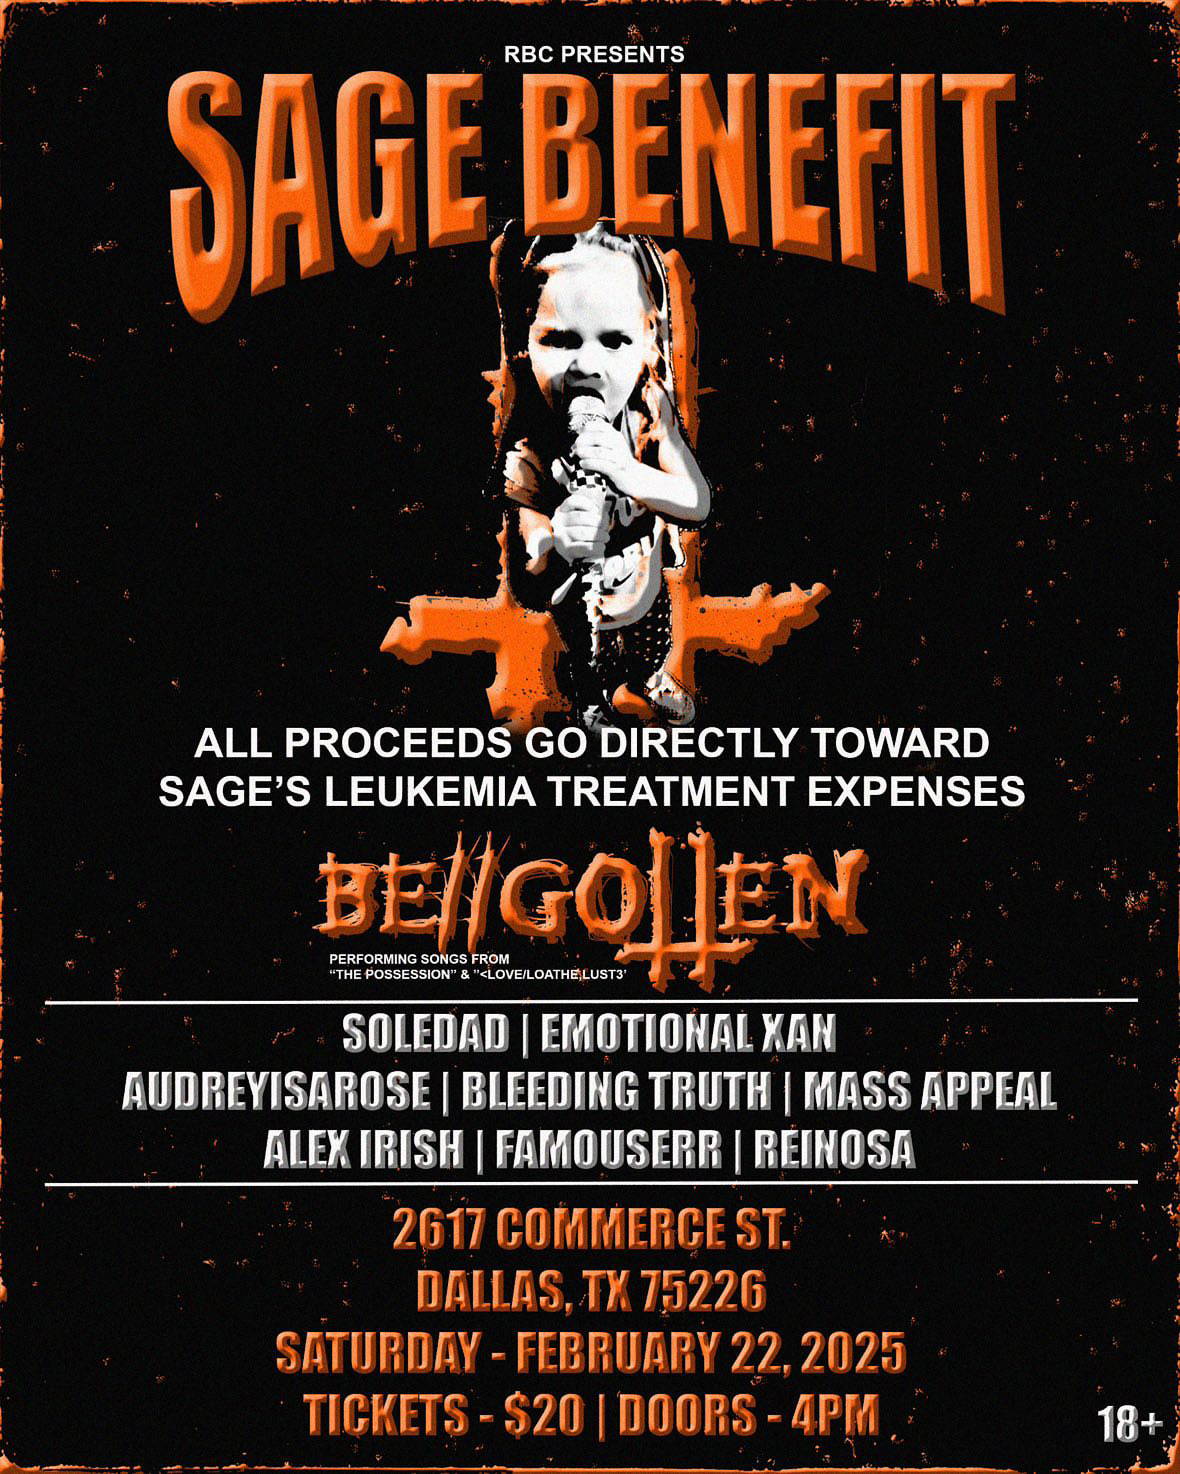 RBC PRESENTS
SAGE BENEFIT
ALL PROCEEDS GO DIRECTLY TOWARD
SAGE'S LEUKEMIA TREATMENT EXPENSES
BE//GOTTEN
PERFORMING SONGS FROM
“THE POSSESSION” & ”<LOVE/LOATHE,LUST3’
SOLEDAD | EMOTIONAL XAN
AUDREYISAROSE | BLEEDING TRUTH | MASS APPEAL
ALEX IRISH | FAMOUSERR | REINOSA
2617 COMMERCE ST.
DALLAS, TX 75226
SATURDAY - FEBRUARY 22, 2025
TICKETS - $20 | DOORS - 4PM
18+